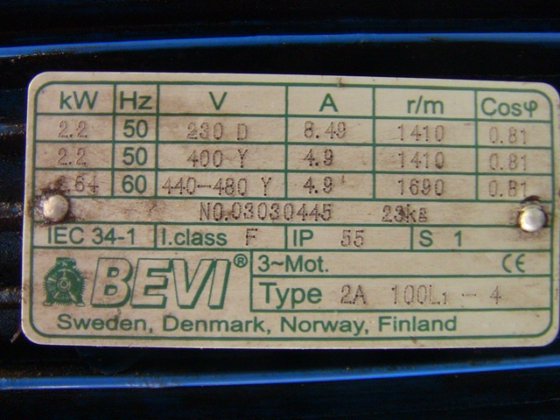 kW Hz V A r/m Cosφ
2.2 50 230 D 8.49 1410 0.81
2.2 50 400 Y 4.9 1410 0.81
2.64 60 440-480 Y 4.9 1690 0.81
NO.03030445 23kg
IEC 34-1 I.class F IP 55 S 1
BEVI® 3~Mot. CE
Type 2A 100L1 - 4
Sweden, Denmark, Norway, Finland